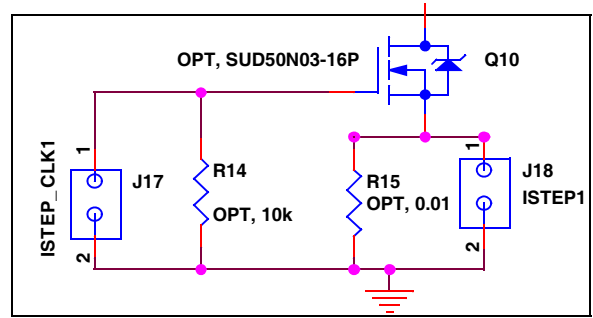 OPT, SUD50N03-16P
Q10
ISTEP_CLK1
1
2
J17
R14
OPT, 10k
R15
OPT, 0.01
1
2
J18
ISTEP1